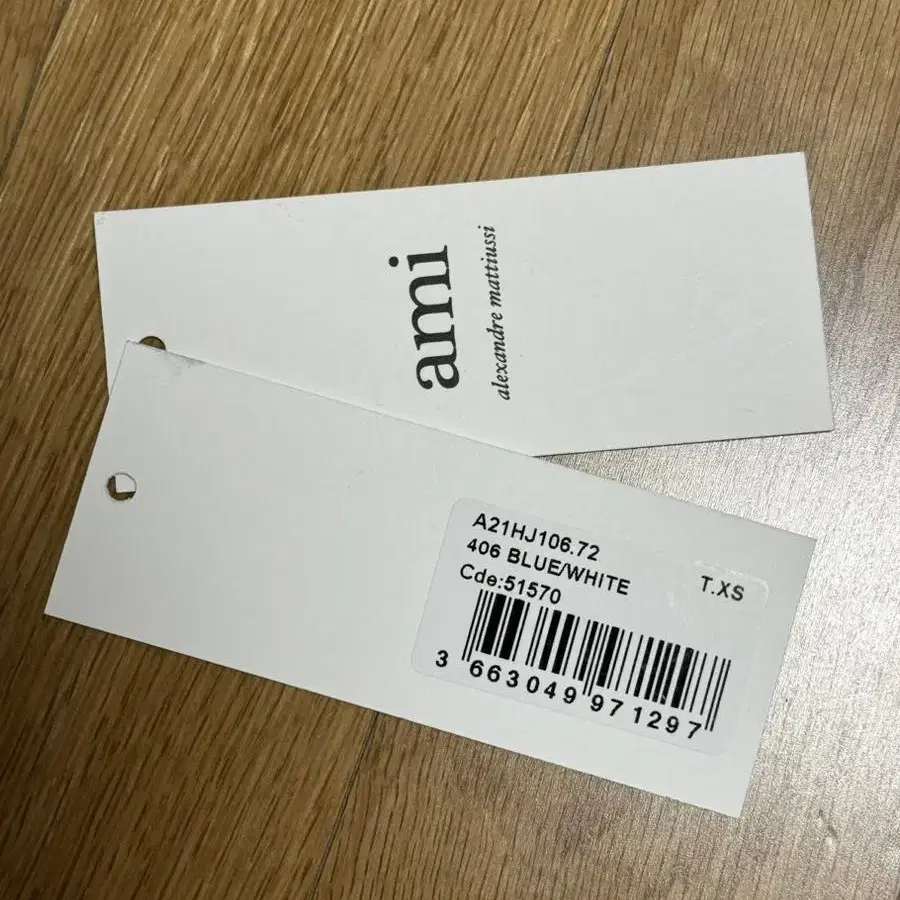 ami
alexandre mattiussi
A21HJ106.72
406 BLUE/WHITE T.XS
Cde:51570
3 663049 971297